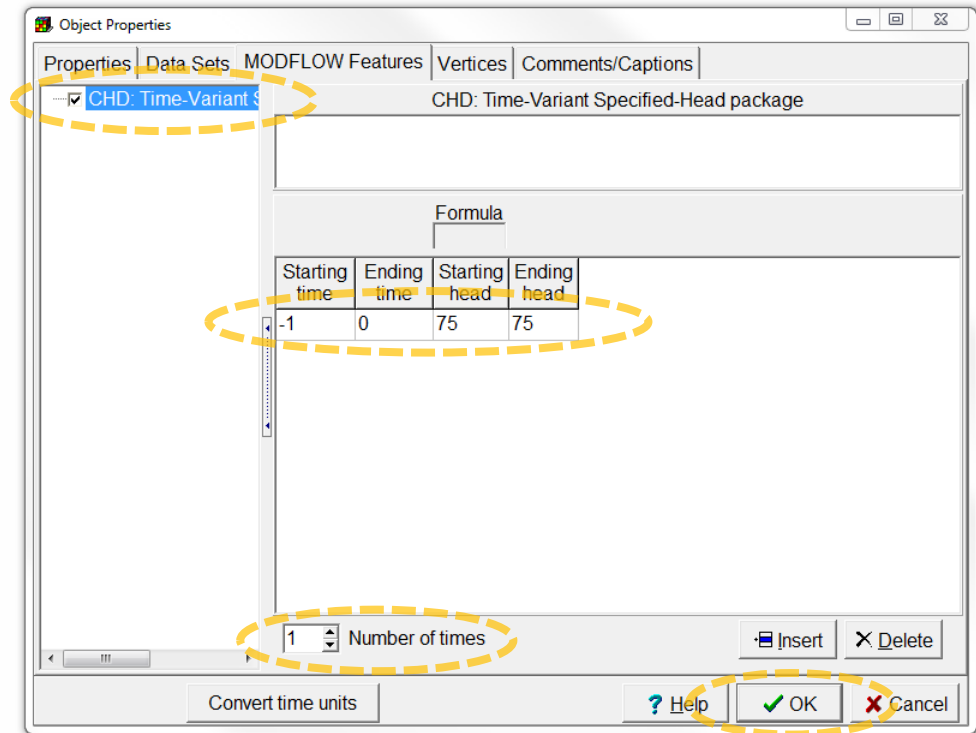 Object Properties
Properties Data Sets MODFLOW Features Vertices Comments/Captions
CHD: Time-Variant S
CHD: Time-Variant Specified-Head package
Formula
Starting time Ending time Starting head Ending head
-1 0 75 75
1 Number of times
Insert Delete
Convert time units Help OK Cancel